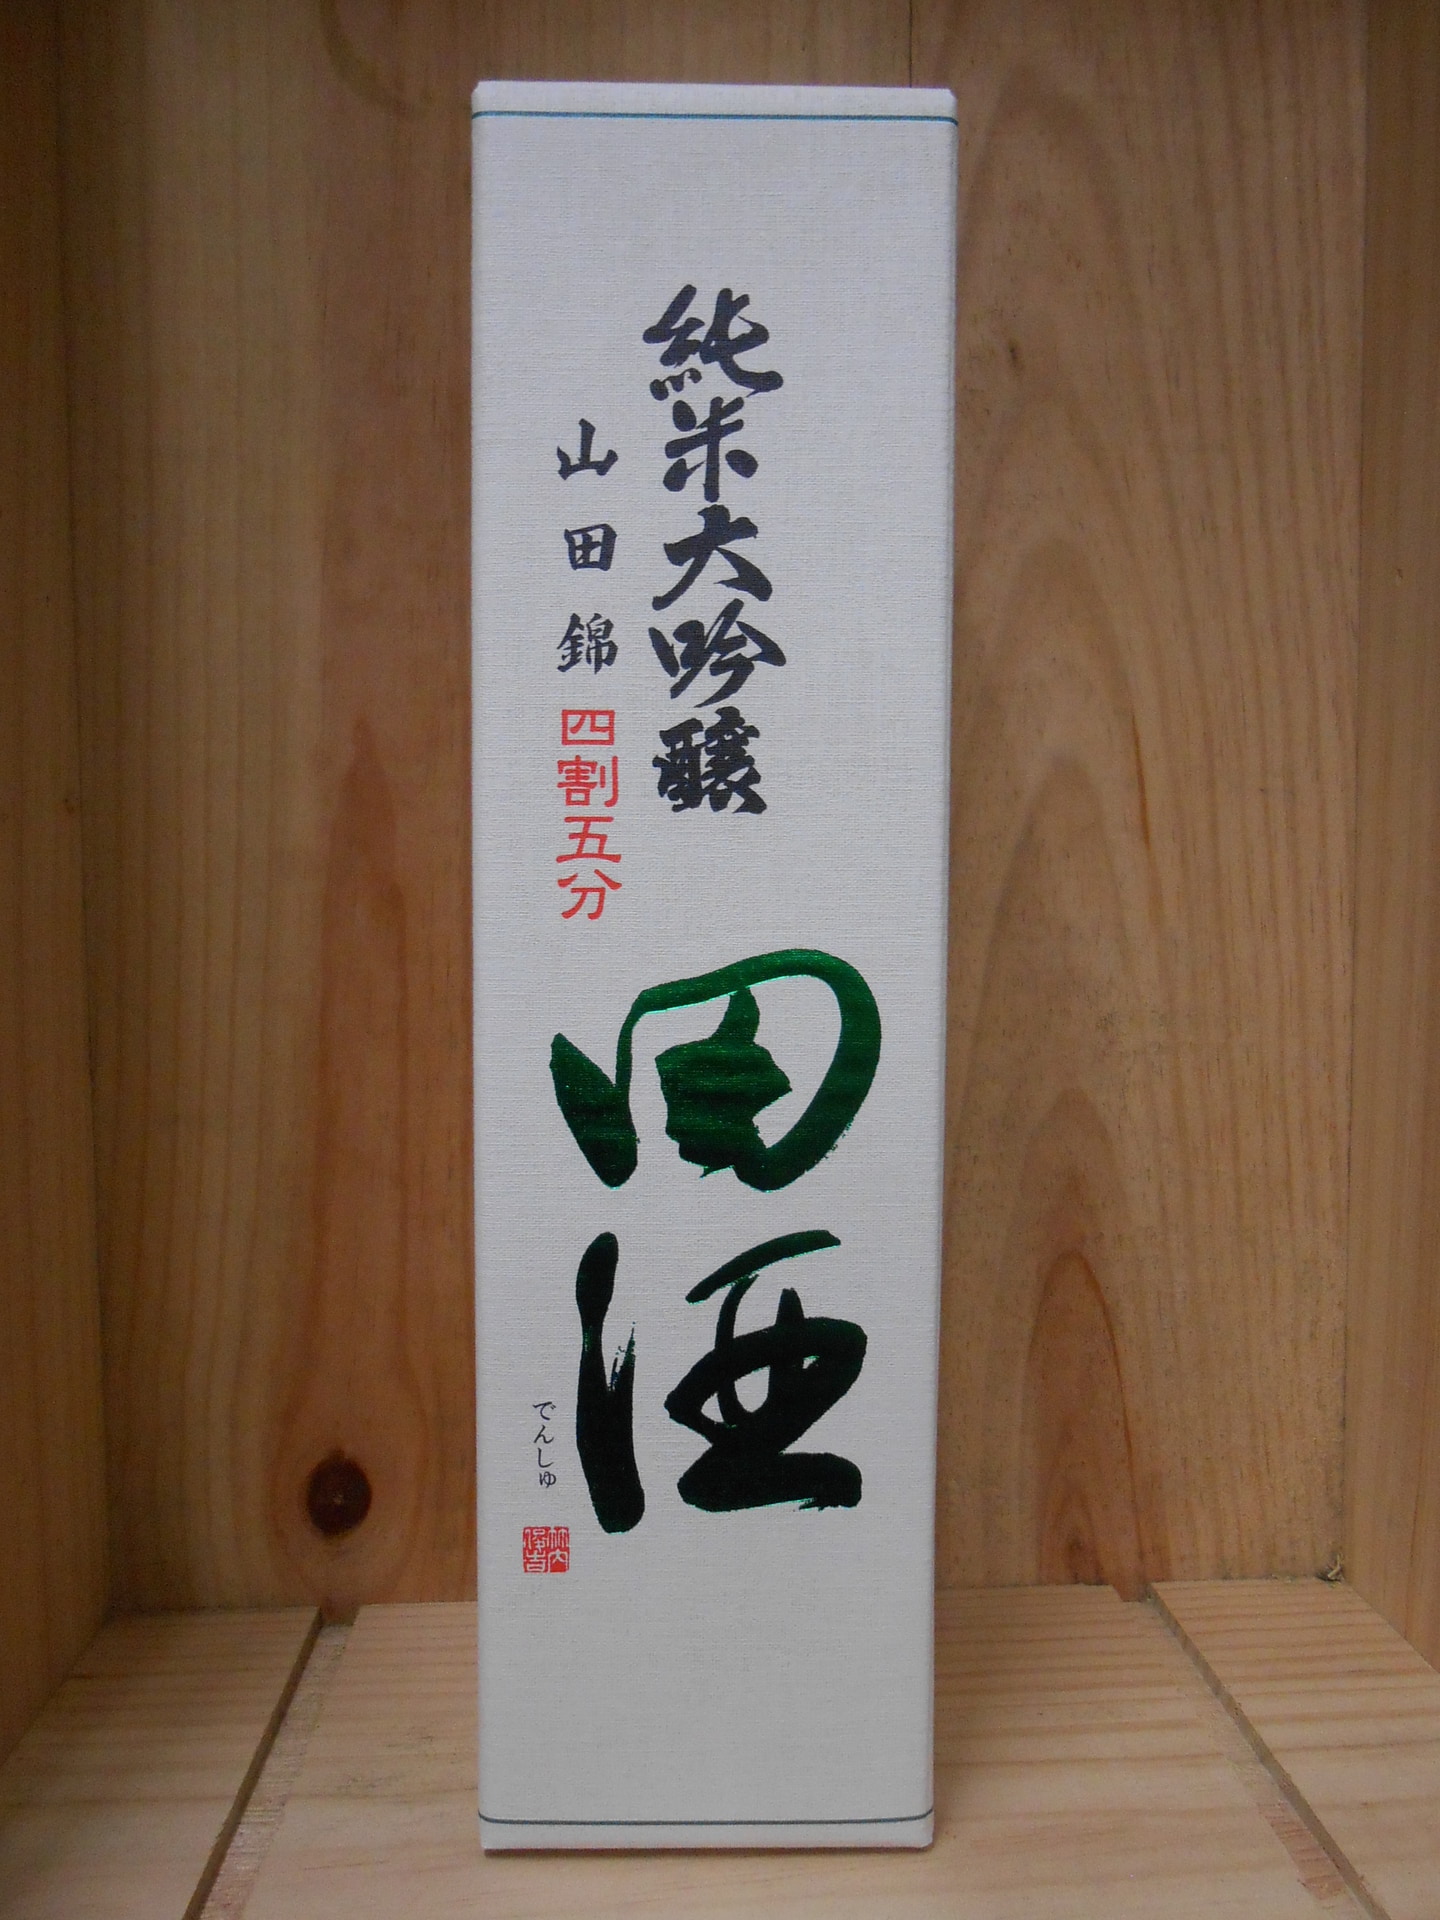 純米大吟醸
山田錦 四割五分
田酒
でんしゅ